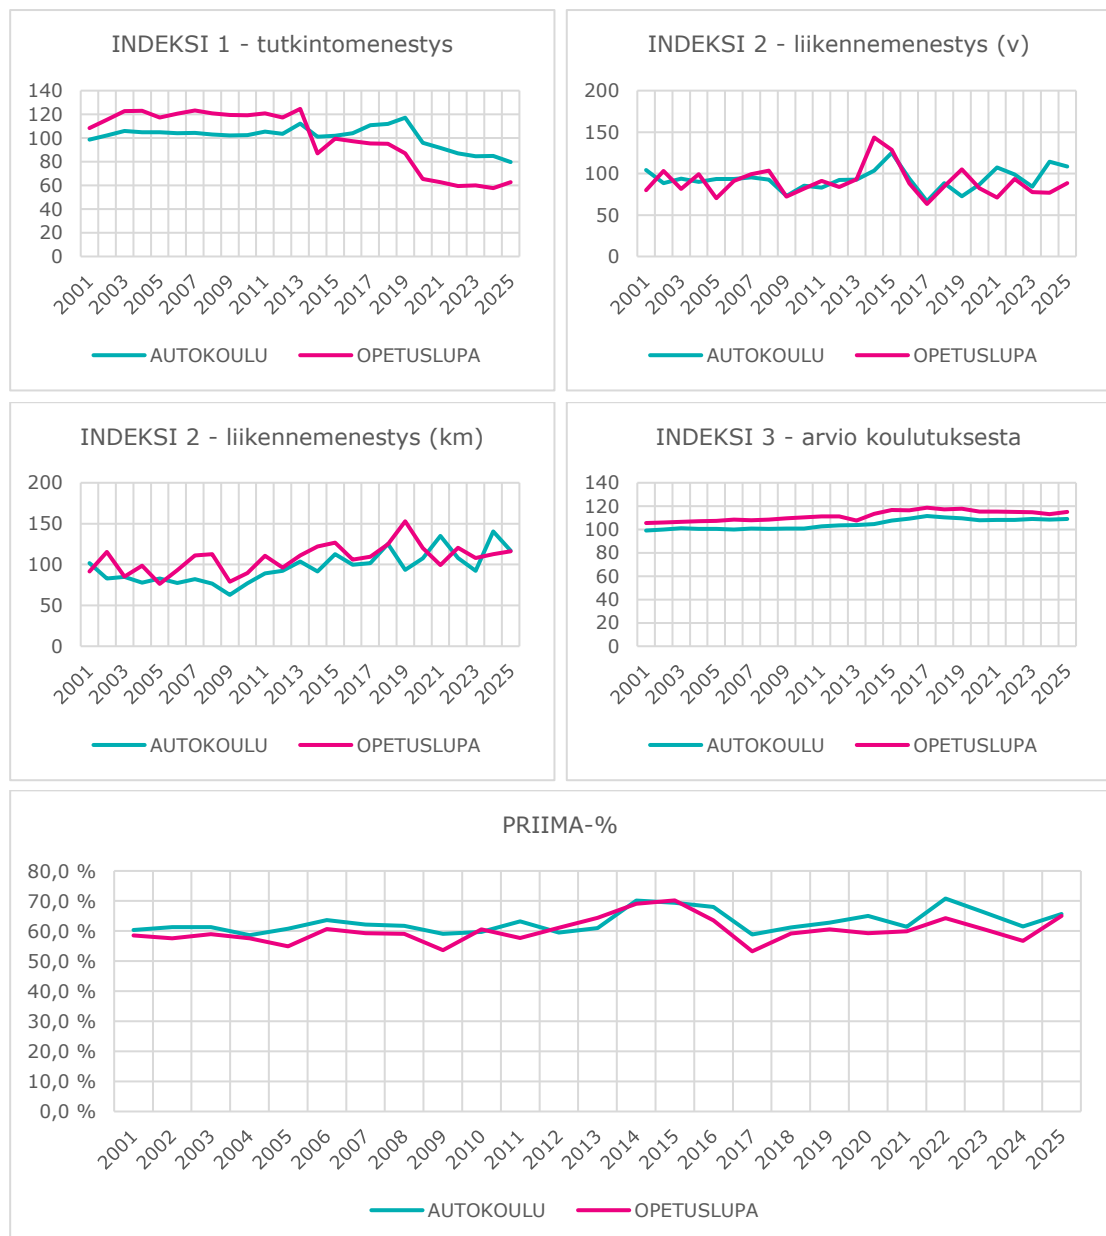 INDEKSI 1 - tutkintomenestys
140
120
100
80
60
40
20
0
2001 2003 2005 2007 2009 2011 2013 2015 2017 2019 2021 2023 2025
AUTOKOULU OPETUSLUPA
INDEKSI 2 - liikennemenestys (v)
200
150
100
50
0
2001 2003 2005 2007 2009 2011 2013 2015 2017 2019 2021 2023 2025
AUTOKOULU OPETUSLUPA
INDEKSI 2 - liikennemenestys (km)
200
150
100
50
0
2001 2003 2005 2007 2009 2011 2013 2015 2017 2019 2021 2023 2025
AUTOKOULU OPETUSLUPA
INDEKSI 3 - arvio koulutuksesta
140
120
100
80
60
40
20
0
2001 2003 2005 2007 2009 2011 2013 2015 2017 2019 2021 2023 2025
AUTOKOULU OPETUSLUPA
PRIIMA-%
80,0 %
70,0 %
60,0 %
50,0 %
40,0 %
30,0 %
20,0 %
10,0 %
0,0 %
2001 2002 2003 2004 2005 2006 2007 2008 2009 2010 2011 2012 2013 2014 2015 2016 2017 2018 2019 2020 2021 2022 2023 2024 2025
AUTOKOULU OPETUSLUPA